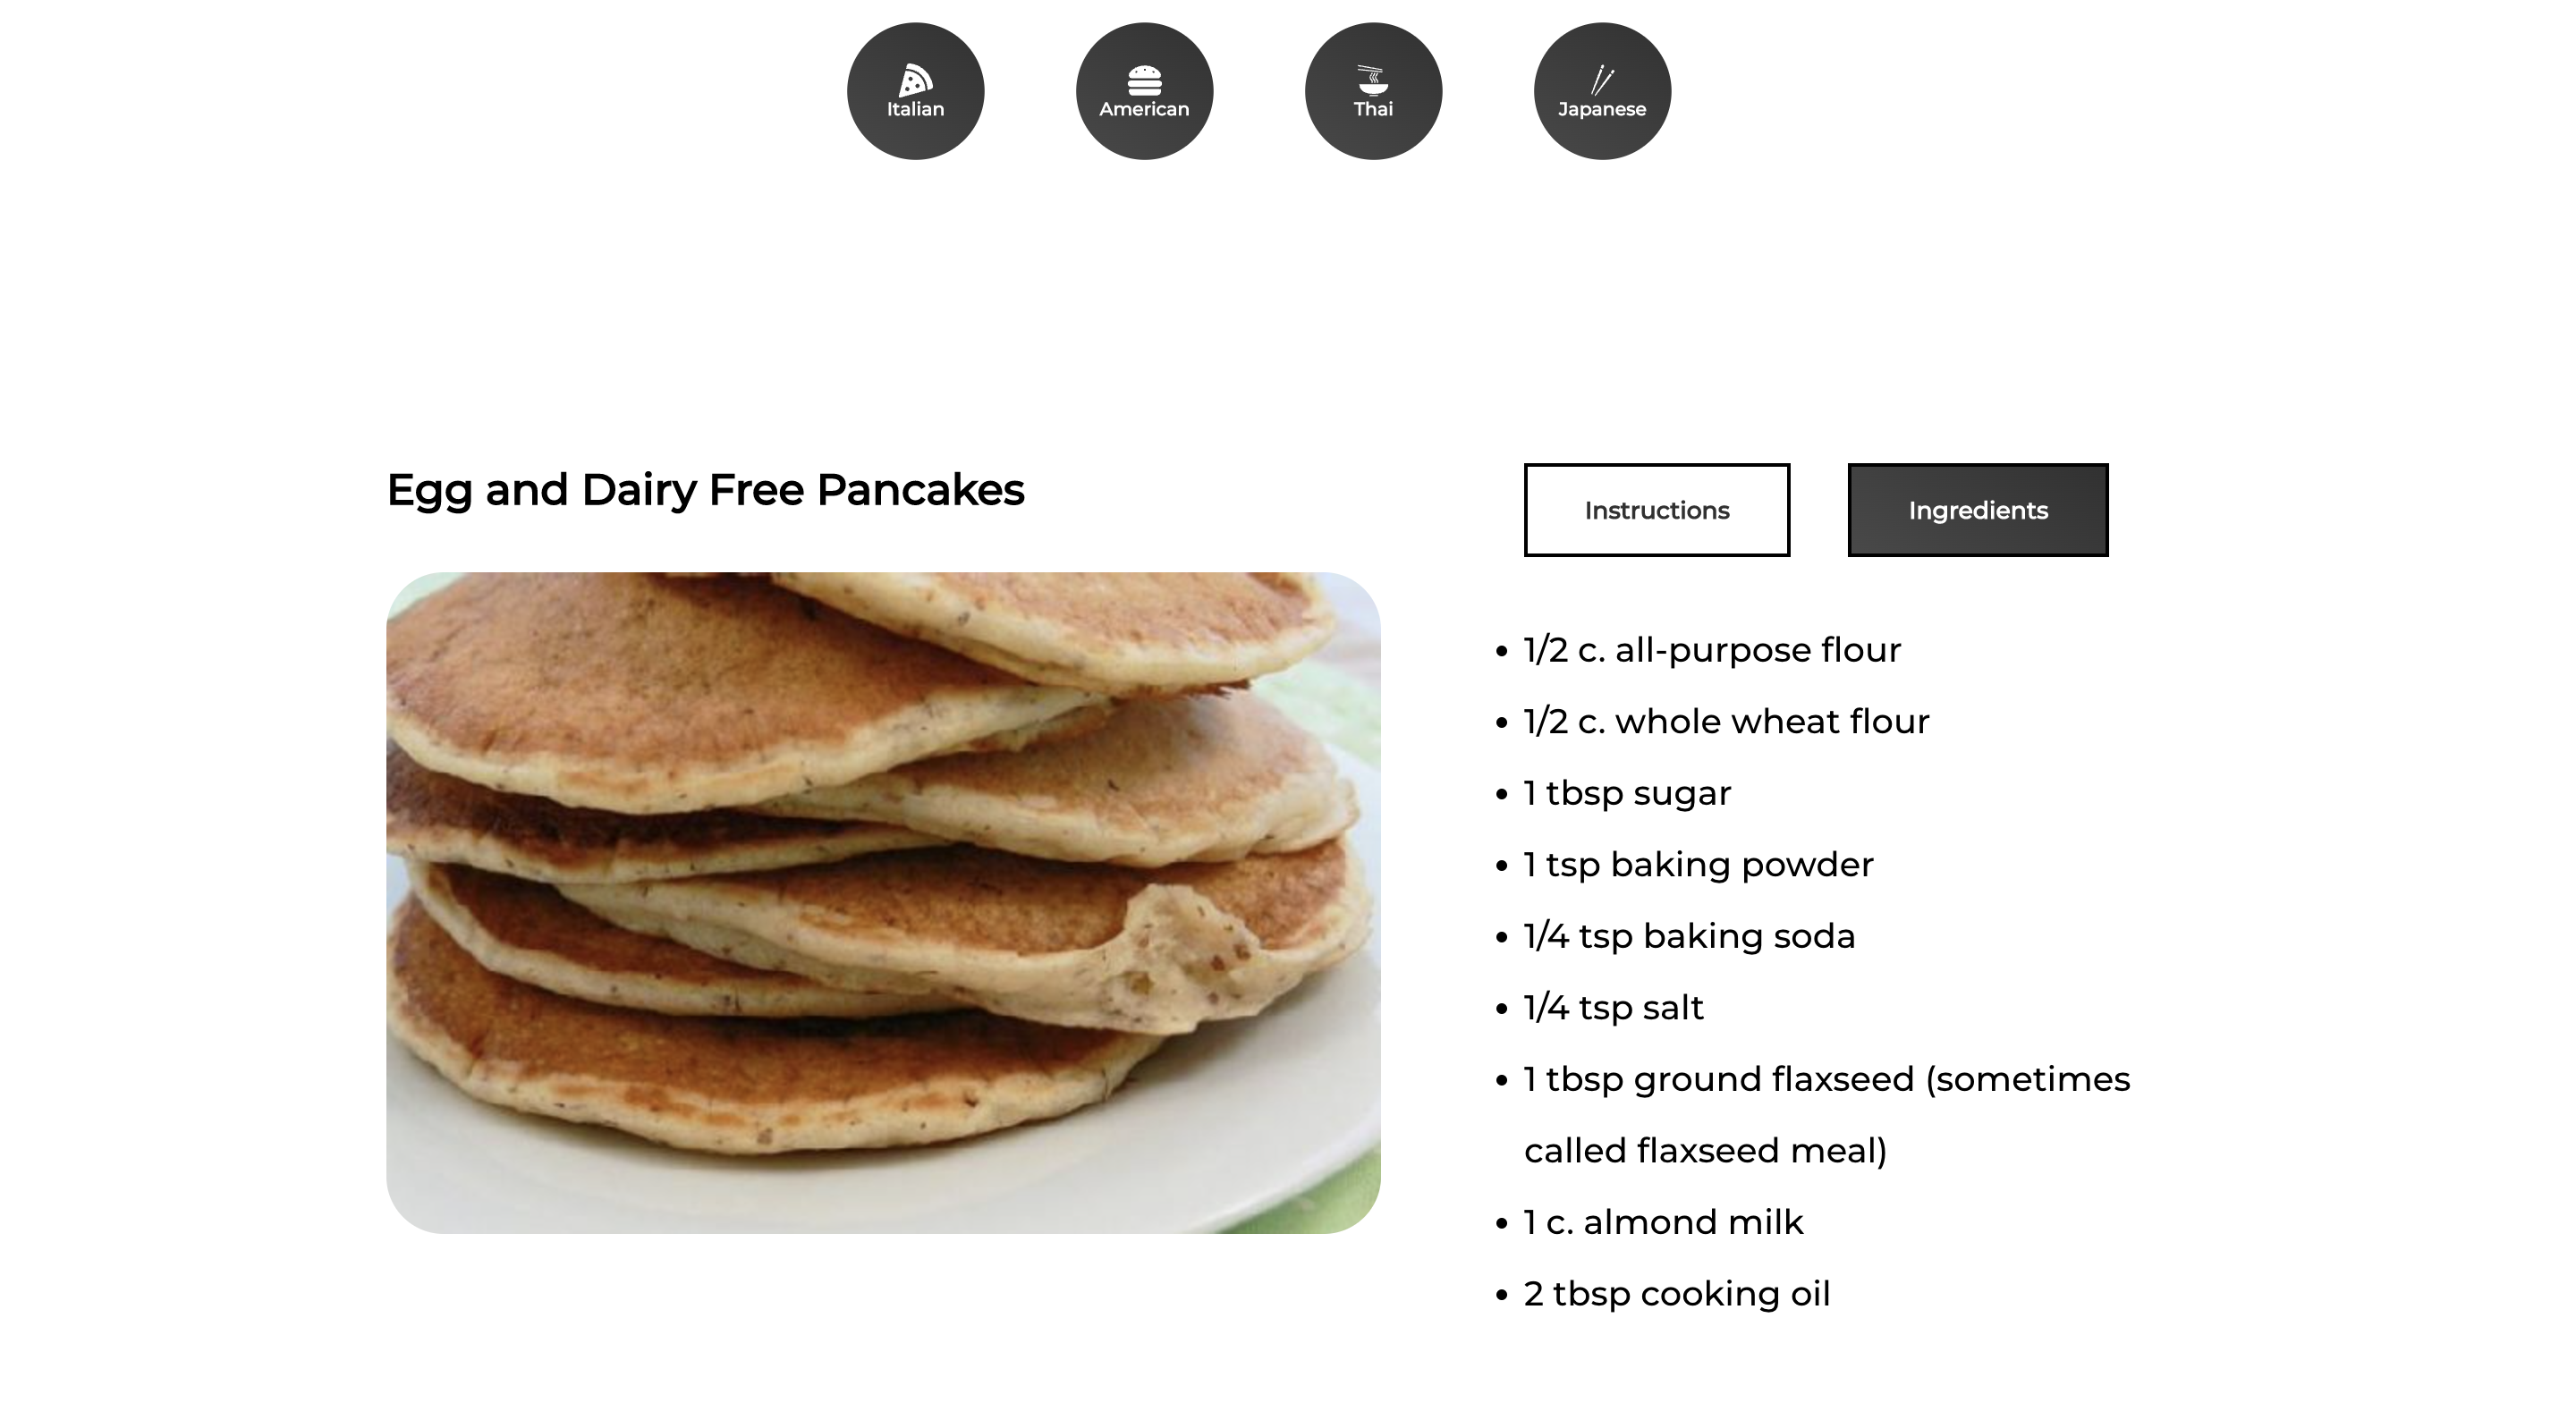 Italian
American
Thai
Japanese
Egg and Dairy Free Pancakes
Instructions
Ingredients
• 1/2 c. all-purpose flour
• 1/2 c. whole wheat flour
• 1 tbsp sugar
• 1 tsp baking powder
• 1/4 tsp baking soda
• 1/4 tsp salt
• 1 tbsp ground flaxseed (sometimes
called flaxseed meal)
• 1 c. almond milk
• 2 tbsp cooking oil